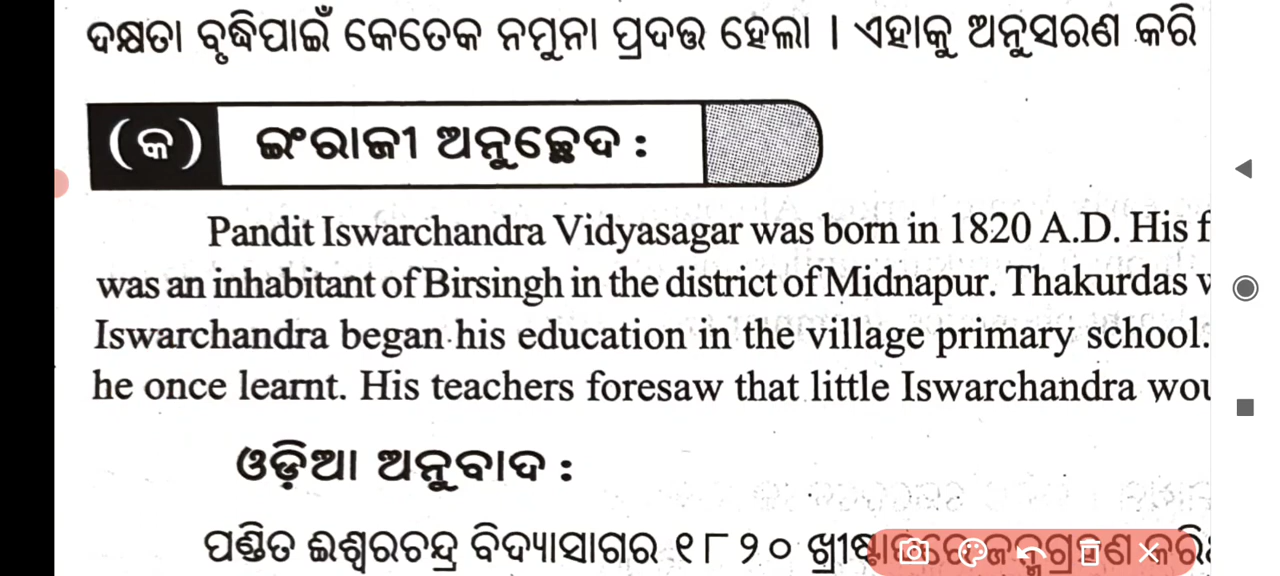 ଦକ୍ଷତା ବୃଦ୍ଧିପାଇଁ କେତେକ ନମୁନା ପ୍ରଦତ୍ତ ହେଲା । ଏହାକୁ ଅନୁସରଣ କରି
(କ) ଇଂରାଜୀ ଅନୁଚ୍ଛେଦ :
Pandit Iswarchandra Vidyasagar was born in 1820 A.D. His
was an inhabitant of Birsingh in the district of Midnapur. Thakurdas
Iswarchandra began his education in the village primary school.
he once learnt. His teachers foresaw that little Iswarchandra
ଓଡ଼ିଆ ଅନୁବାଦ :
ପଣ୍ଡିତ ଈଶ୍ୱରଚନ୍ଦ୍ର ବିଦ୍ୟାସାଗର ୧୮୨୦